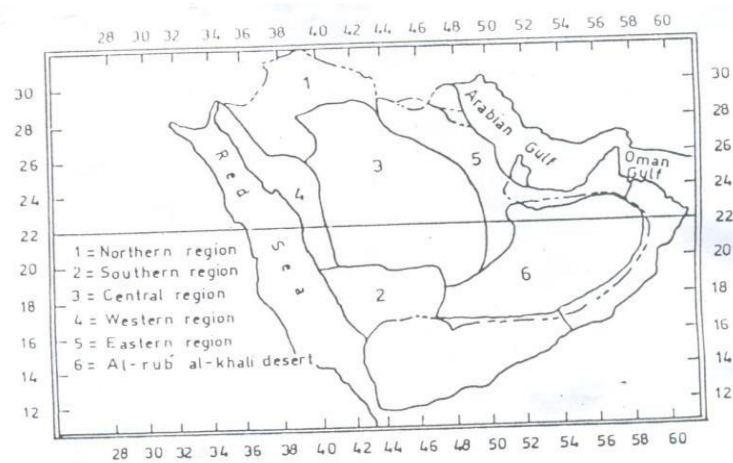 28 30 32 34 36 38 40 42 44 46 48 50 52 54 56 58 60
30
28
26
24
22
20
18
16
14
12
30
28
26
24
22
20
18
16
14
12
1
3
5
4
2
6
Arabian Gulf
Oman
Gulf
Red Sea
1 = Northern region
2 = Southern region
3 = Central region
4 = Western region
5 = Eastern region
6 = Al-rub' al-khali desert
28 30 32 34 36 38 40 42 44 46 48 50 52 54 56 58 60